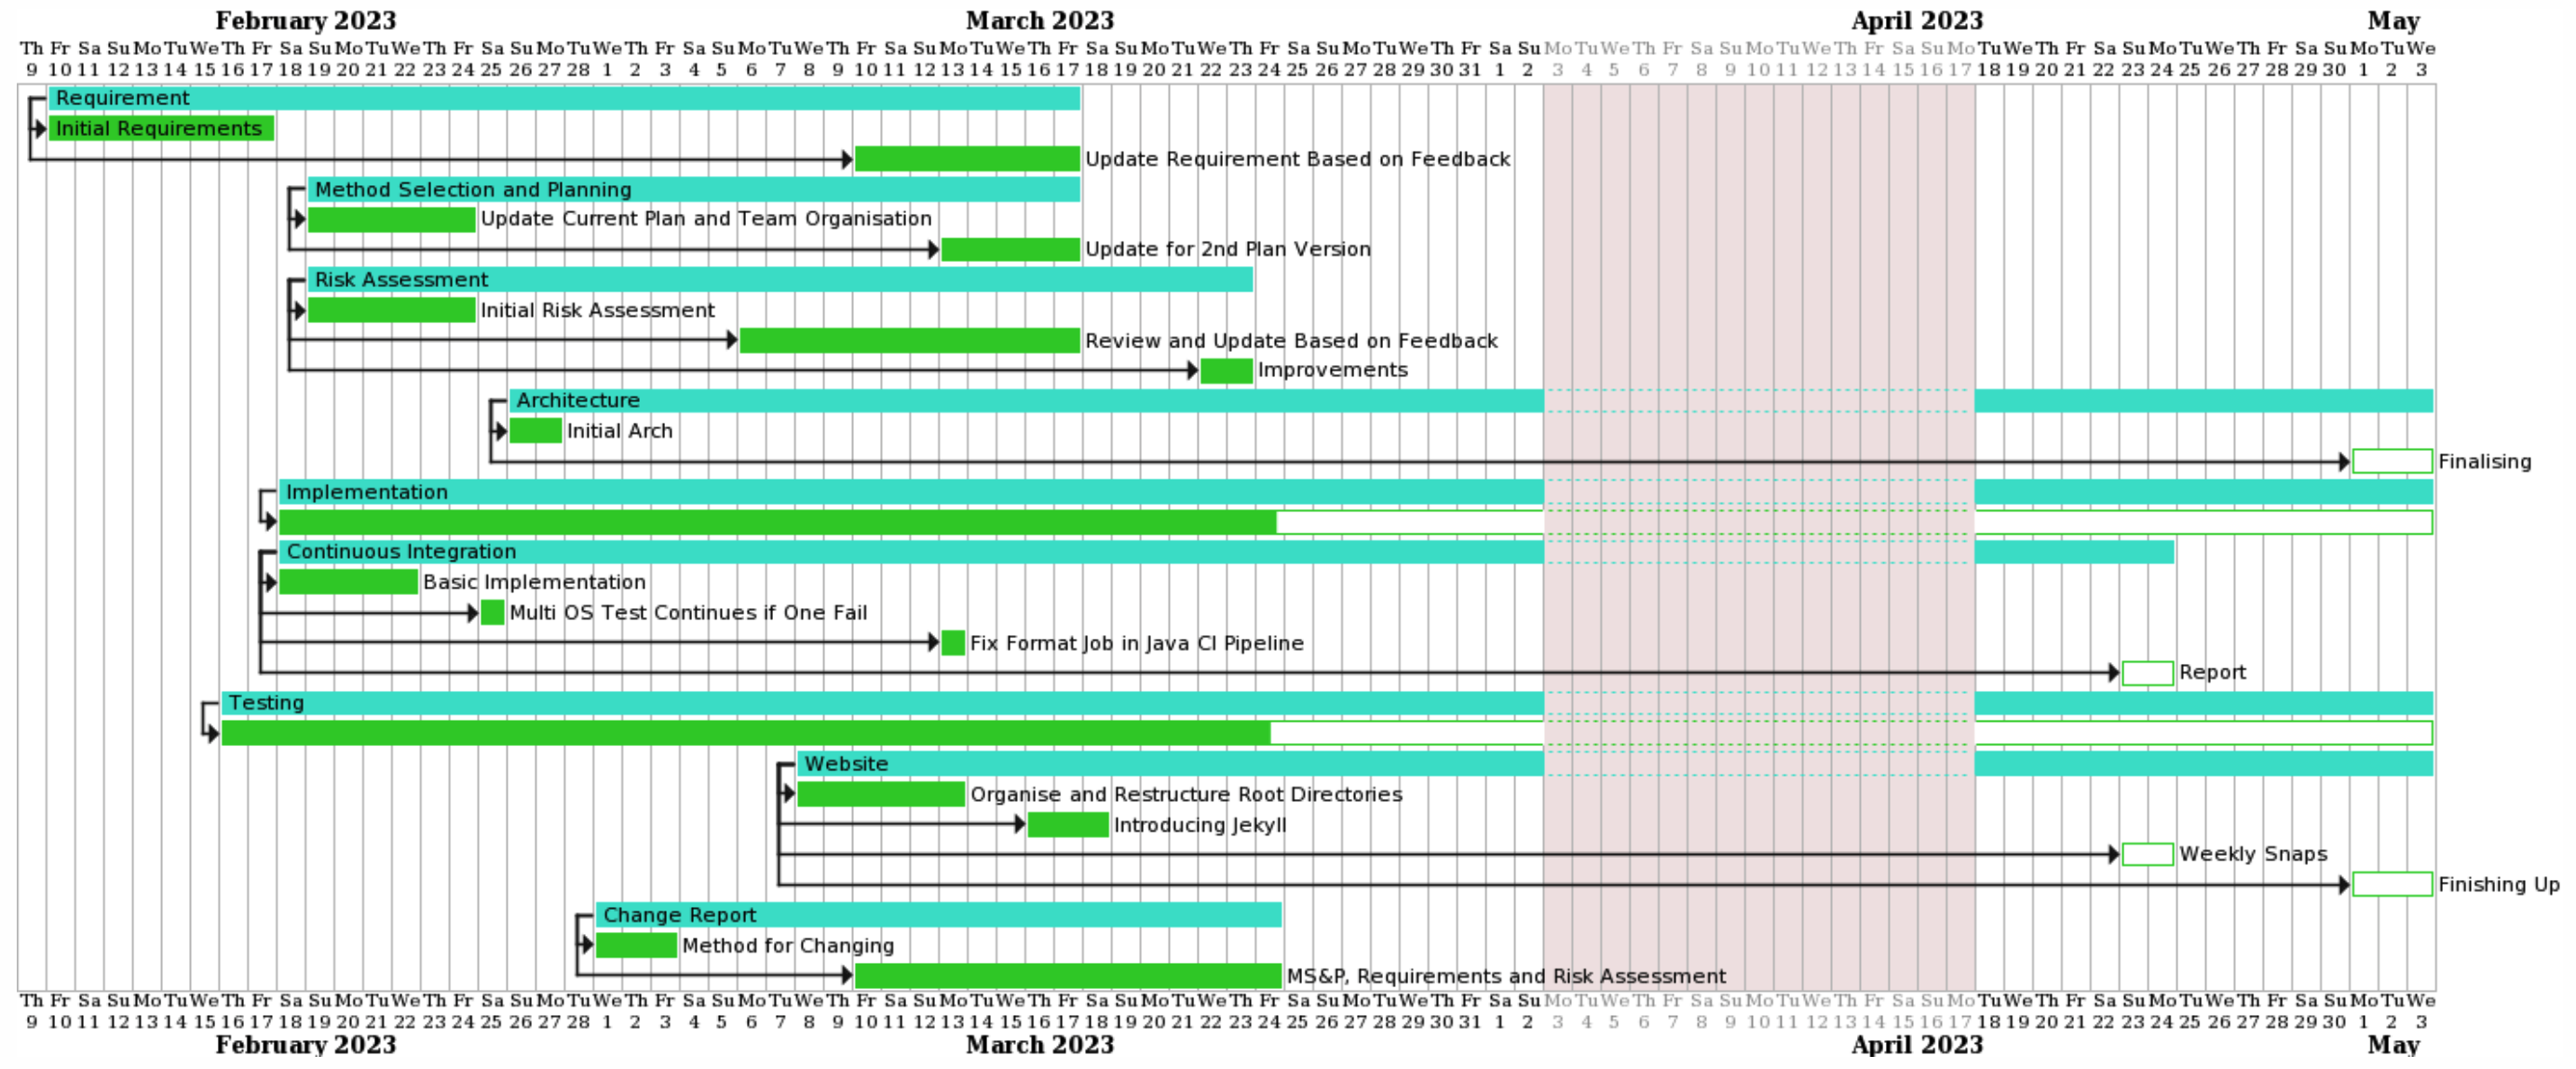 February 2023 March 2023 April 2023 May
Th Fr Sa Su Mo Tu We Th Fr Sa Su Mo Tu We Th Fr Sa Su Mo Tu We Th Fr Sa Su Mo Tu We Th Fr Sa Su Mo Tu We Th Fr Sa Su Mo Tu We Th Fr Sa Su Mo Tu We Th Fr Sa Su Mo Tu We Th Fr Sa Su Mo Tu We Th Fr Sa Su Mo Tu We Th Fr Sa Su Mo Tu We Th Fr Sa Su Mo Tu We
9 10 11 12 13 14 15 16 17 18 19 20 21 22 23 24 25 26 27 28 1 2 3 4 5 6 7 8 9 10 11 12 13 14 15 16 17 18 19 20 21 22 23 24 25 26 27 28 29 30 31 1 2 3 4 5 6 7 8 9 10 11 12 13 14 15 16 17 18 19 20 21 22 23 24 25 26 27 28 29 30 1 2 3
Requirement
Initial Requirements
Update Requirement Based on Feedback
Method Selection and Planning
Update Current Plan and Team Organisation
Update for 2nd Plan Version
Risk Assessment
Initial Risk Assessment
Review and Update Based on Feedback
Improvements
Architecture
Initial Arch
Finalising
Implementation
Continuous Integration
Basic Implementation
Multi OS Test Continues if One Fail
Fix Format Job in Java CI Pipeline
Report
Testing
Website
Organise and Restructure Root Directories
Introducing Jekyll
Weekly Snaps
Finishing Up
Change Report
Method for Changing
MS&P, Requirements and Risk Assessment
Th Fr Sa Su Mo Tu We Th Fr Sa Su Mo Tu We Th Fr Sa Su Mo Tu We Th Fr Sa Su Mo Tu We Th Fr Sa Su Mo Tu We Th Fr Sa Su Mo Tu We Th Fr Sa Su Mo Tu We Th Fr Sa Su Mo Tu We Th Fr Sa Su Mo Tu We Th Fr Sa Su Mo Tu We Th Fr Sa Su Mo Tu We Th Fr Sa Su Mo Tu We
9 10 11 12 13 14 15 16 17 18 19 20 21 22 23 24 25 26 27 28 1 2 3 4 5 6 7 8 9 10 11 12 13 14 15 16 17 18 19 20 21 22 23 24 25 26 27 28 29 30 31 1 2 3 4 5 6 7 8 9 10 11 12 13 14 15 16 17 18 19 20 21 22 23 24 25 26 27 28 29 30 1 2 3
February 2023 March 2023 April 2023 May